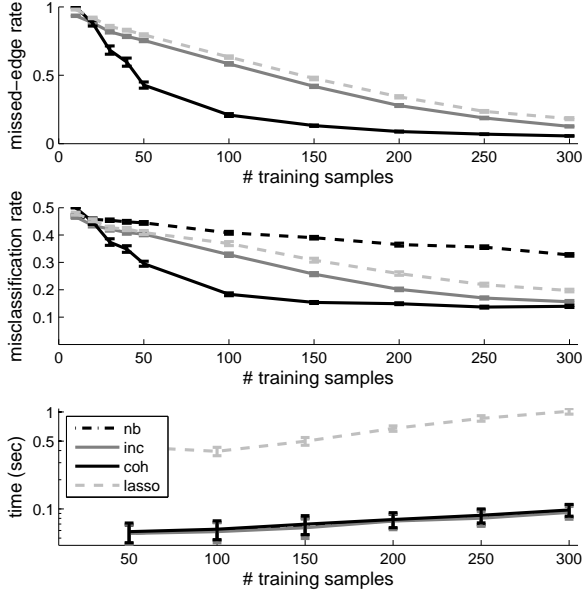 missed−edge rate
1
0.5
0
0 50 100 150 200 250 300
# training samples
misclassification rate
0.5
0.4
0.3
0.2
0.1
0 50 100 150 200 250 300
# training samples
time (sec)
1
0.5
0.1
nb
inc
coh
lasso
50 100 150 200 250 300
# training samples